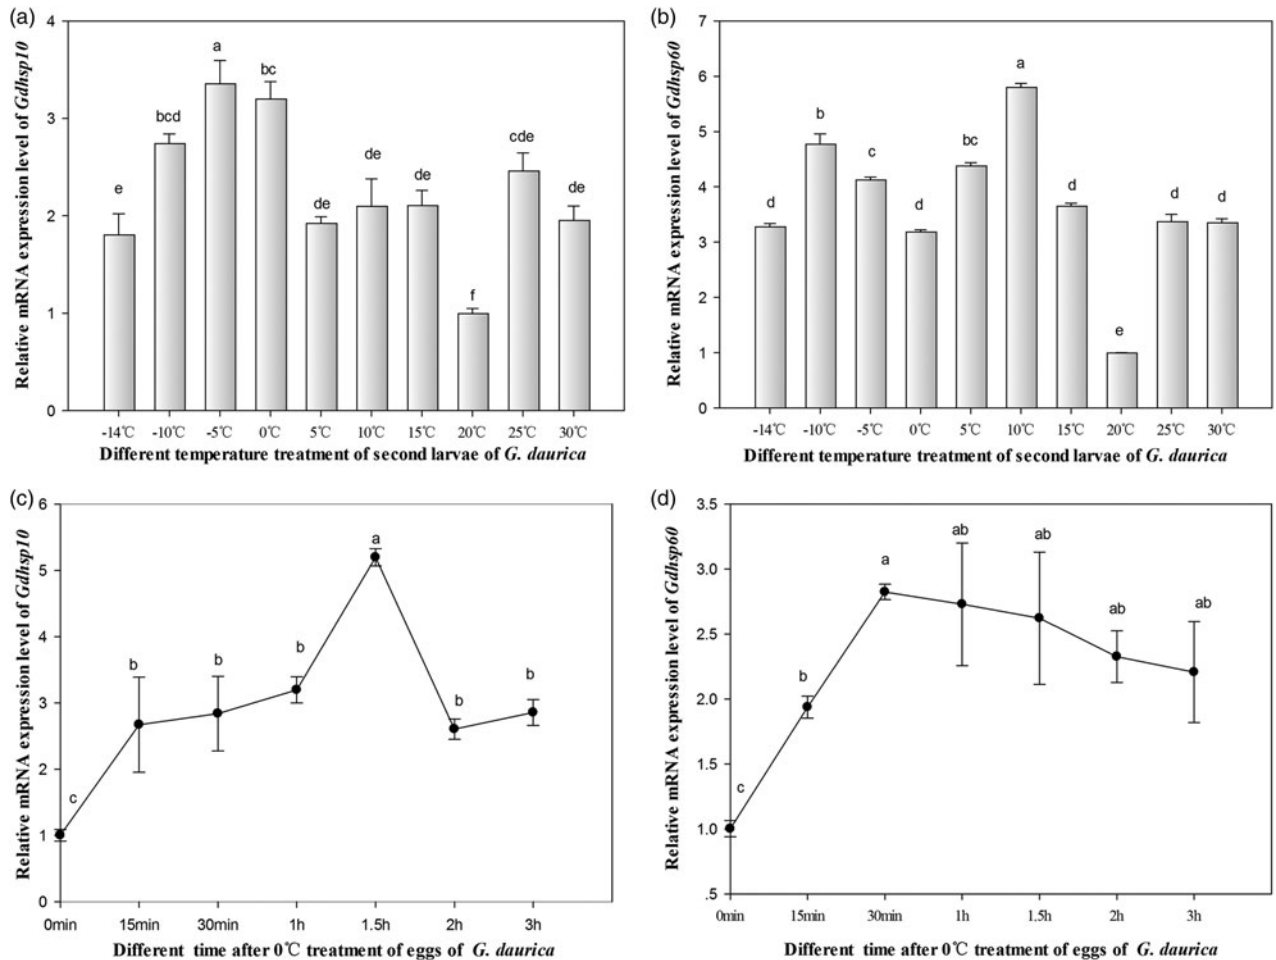 (a)
Relative mRNA expression level of Gdhsp10
4
3
2
1
0
e
bcd
a
bc
de
de
de
f
cde
de
-14℃ -10℃ -5℃ 0℃ 5℃ 10℃ 15℃ 20℃ 25℃ 30℃
Different temperature treatment of second larvae of G. daurica
(b)
Relative mRNA expression level of Gdhsp60
7
6
5
4
3
2
1
0
d
b
c
d
bc
a
d
e
d
d
-14℃ -10℃ -5℃ 0℃ 5℃ 10℃ 15℃ 20℃ 25℃ 30℃
Different temperature treatment of second larvae of G. daurica
(c)
Relative mRNA expression level of Gdhsp10
6
5
4
3
2
1
0
c
b
b
b
a
b
b
0min 15min 30min 1h 1.5h 2h 3h
Different time after 0℃ treatment of eggs of G. daurica
(d)
Relative mRNA expression level of Gdhsp60
3.5
3.0
2.5
2.0
1.5
1.0
.5
c
b
a
ab
ab
ab
ab
0min 15min 30min 1h 1.5h 2h 3h
Different time after 0℃ treatment of eggs of G. daurica